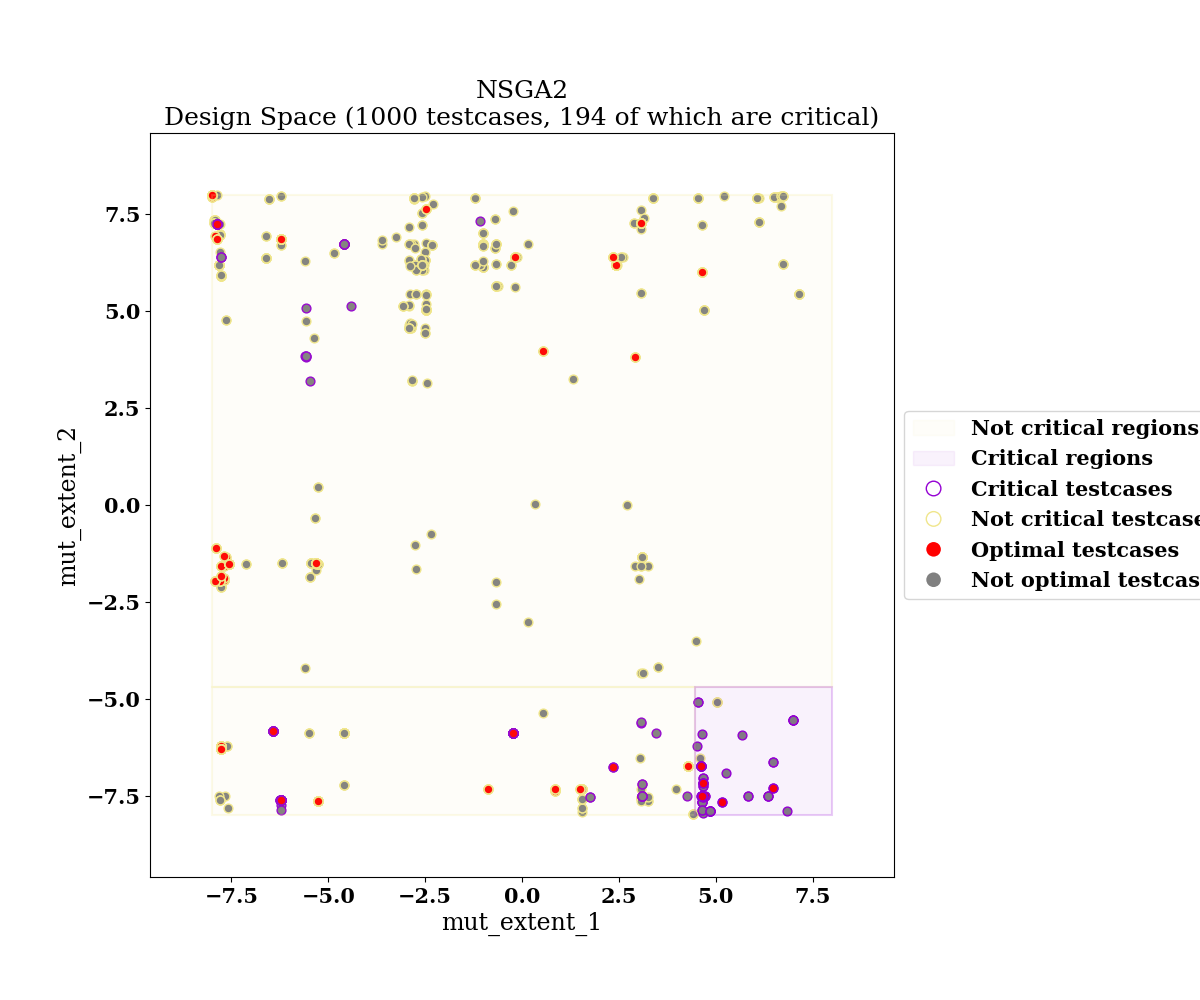 NSGA2
Design Space (1000 testcases, 194 of which are critical)
mut_extent_2
7.5
5.0
2.5
0.0
−2.5
−5.0
−7.5
−7.5 −5.0 −2.5 0.0 2.5 5.0 7.5
mut_extent_1
Not critical regions
Critical regions
Critical testcases
Not critical testcase
Optimal testcases
Not optimal testcas